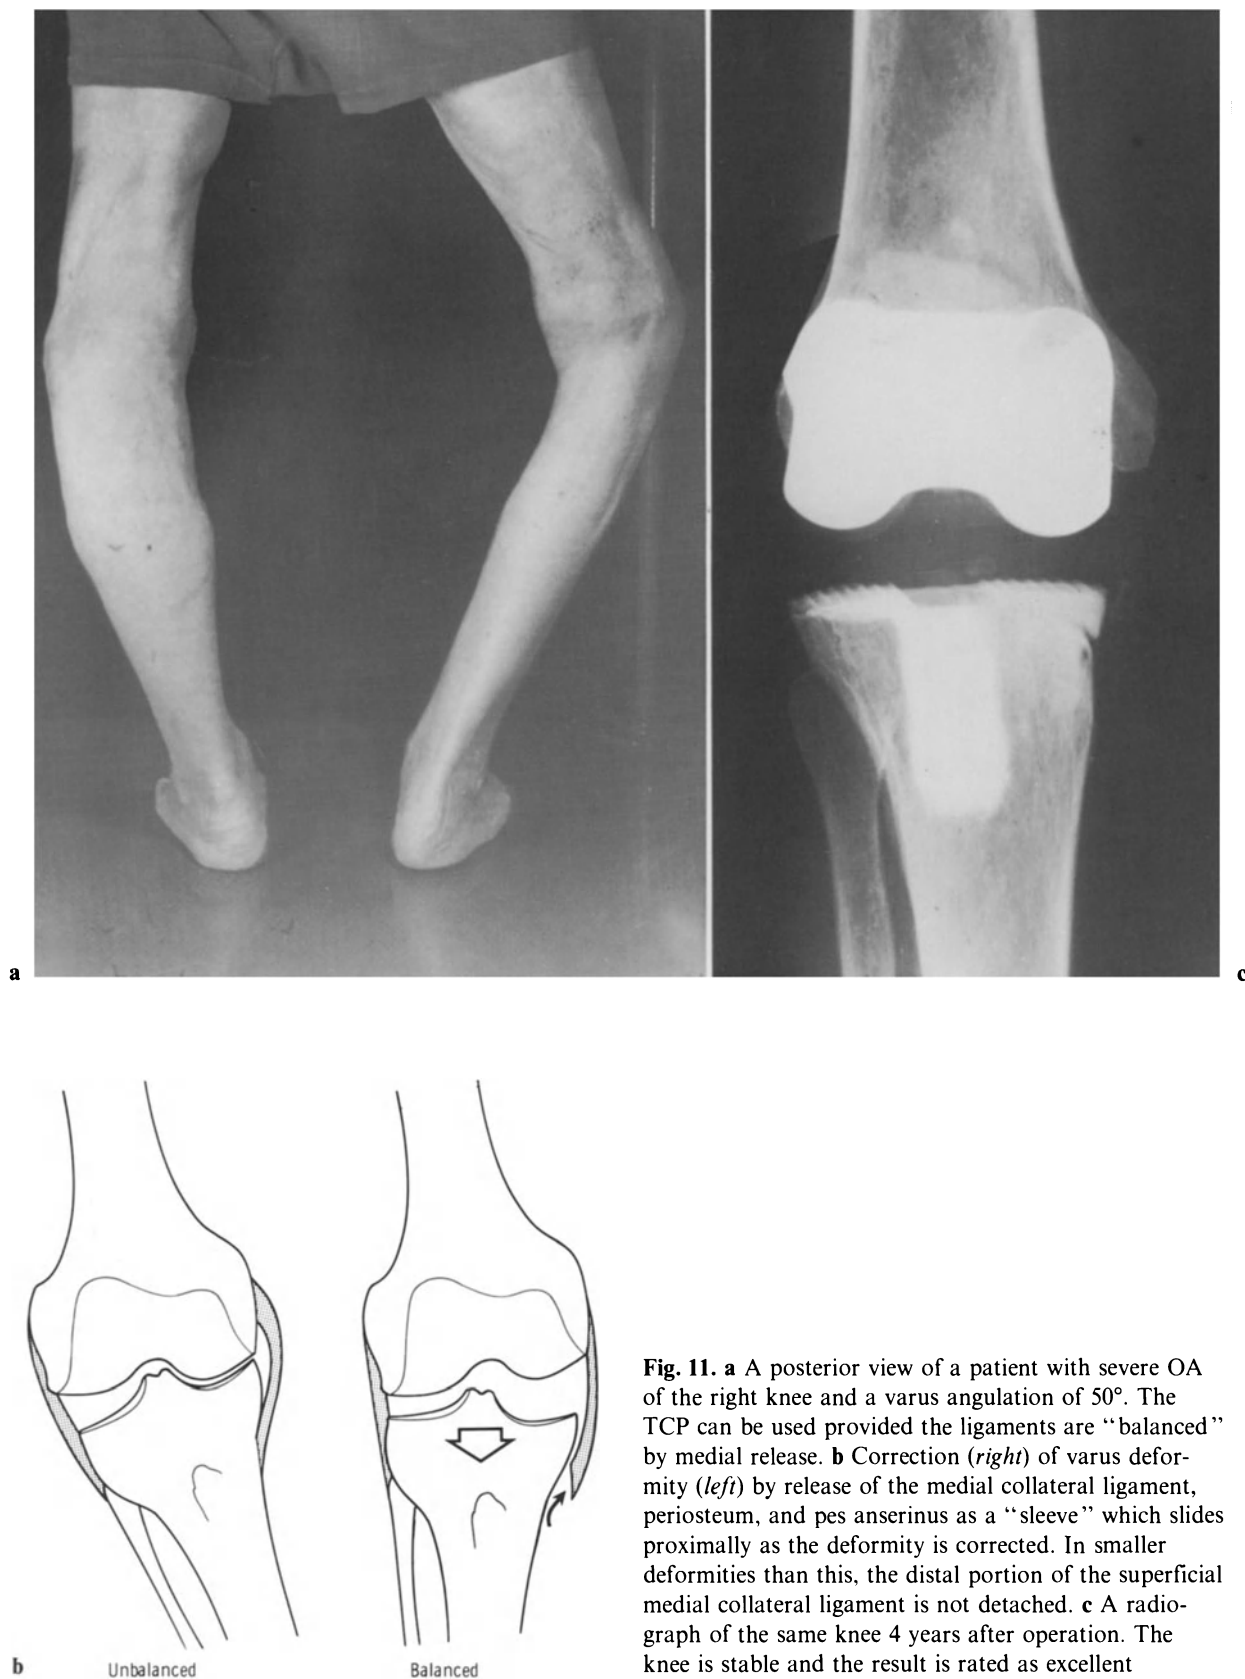 a
c
b
Unbalanced
Balanced
Fig. 11. a A posterior view of a patient with severe OA
of the right knee and a varus angulation of 50°. The
TCP can be used provided the ligaments are “balanced”
by medial release. b Correction (right) of varus defor-
mity (left) by release of the medial collateral ligament,
periosteum, and pes anserinus as a “sleeve” which slides
proximally as the deformity is corrected. In smaller
deformities than this, the distal portion of the superficial
medial collateral ligament is not detached. c A radio-
graph of the same knee 4 years after operation. The
knee is stable and the result is rated as excellent